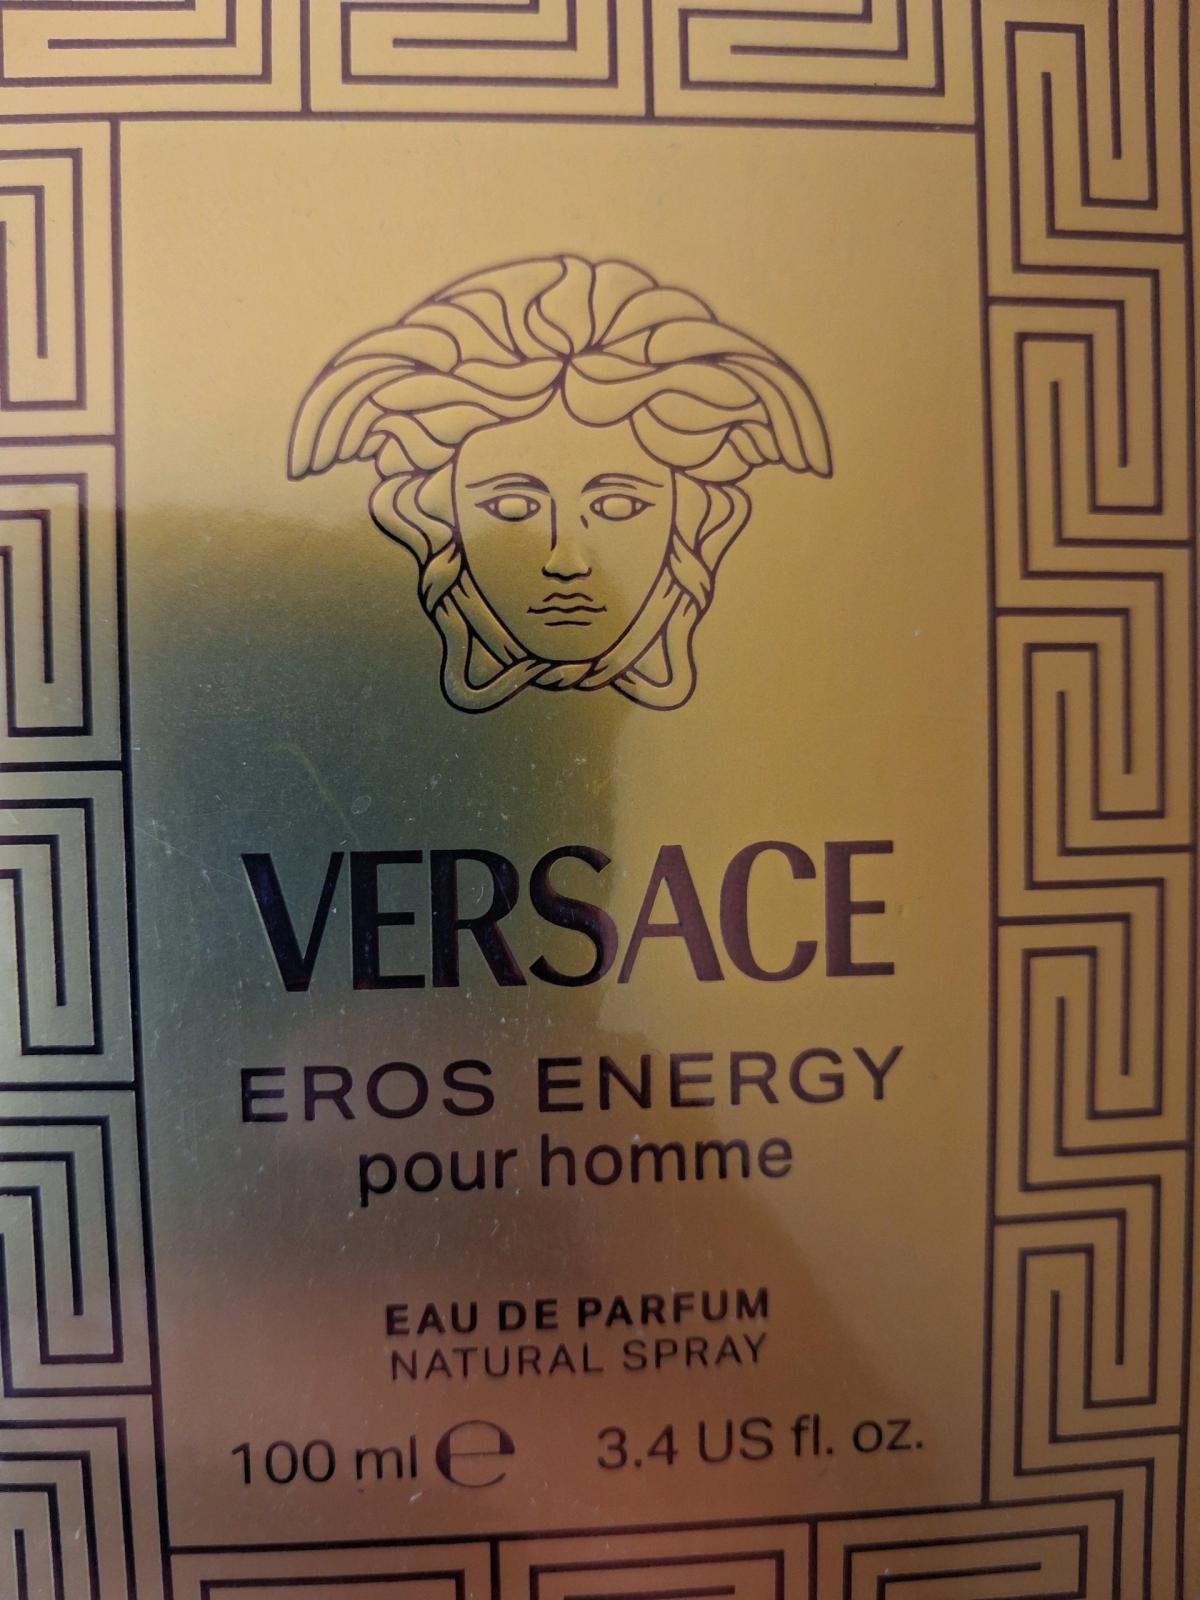 VERSACE
EROS ENERGY
pour homme
EAU DE PARFUM
NATURAL SPRAY
100 ml ℮ 3.4 US fl. oz.